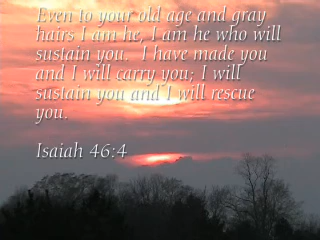 Even to your old age and gray
hairs I am he, I am he who will
sustain you.  I have made you
and I will carry you; I will
sustain you and I will rescue
you.

Isaiah 46:4